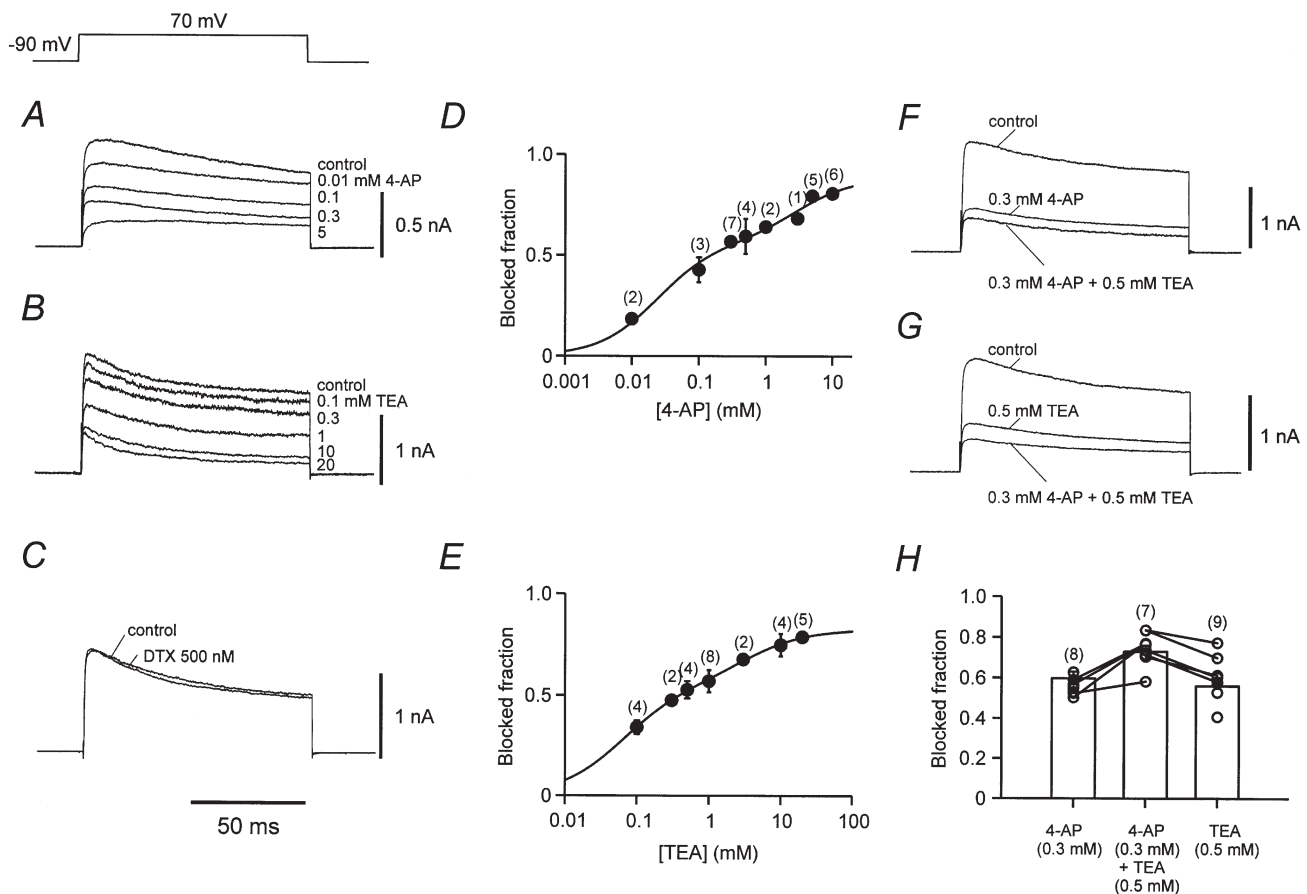 70 mV
-90 mV
A
control
0.01 mM 4-AP
0.1
0.3
5
0.5 nA
B
control
0.1 mM TEA
0.3
1
10
20
1 nA
C
control
DTX 500 nM
1 nA
50 ms
D
Blocked fraction
1.0
0.5
0
(2)
(3)
(7)
(4)
(2)
(1)
(5)
(6)
0.001
0.01
0.1
1
10
[4-AP] (mM)
E
Blocked fraction
1.0
0.5
0
(4)
(2)
(4)
(8)
(2)
(4)
(5)
0.01
0.1
1
10
100
[TEA] (mM)
F
control
0.3 mM 4-AP
0.3 mM 4-AP + 0.5 mM TEA
1 nA
G
control
0.5 mM TEA
0.3 mM 4-AP + 0.5 mM TEA
1 nA
H
Blocked fraction
1.0
0.8
0.6
0.4
0.2
0
(8)
(7)
(9)
4-AP
(0.3 mM)
4-AP
(0.3 mM)
+ TEA
(0.5 mM)
TEA
(0.5 mM)